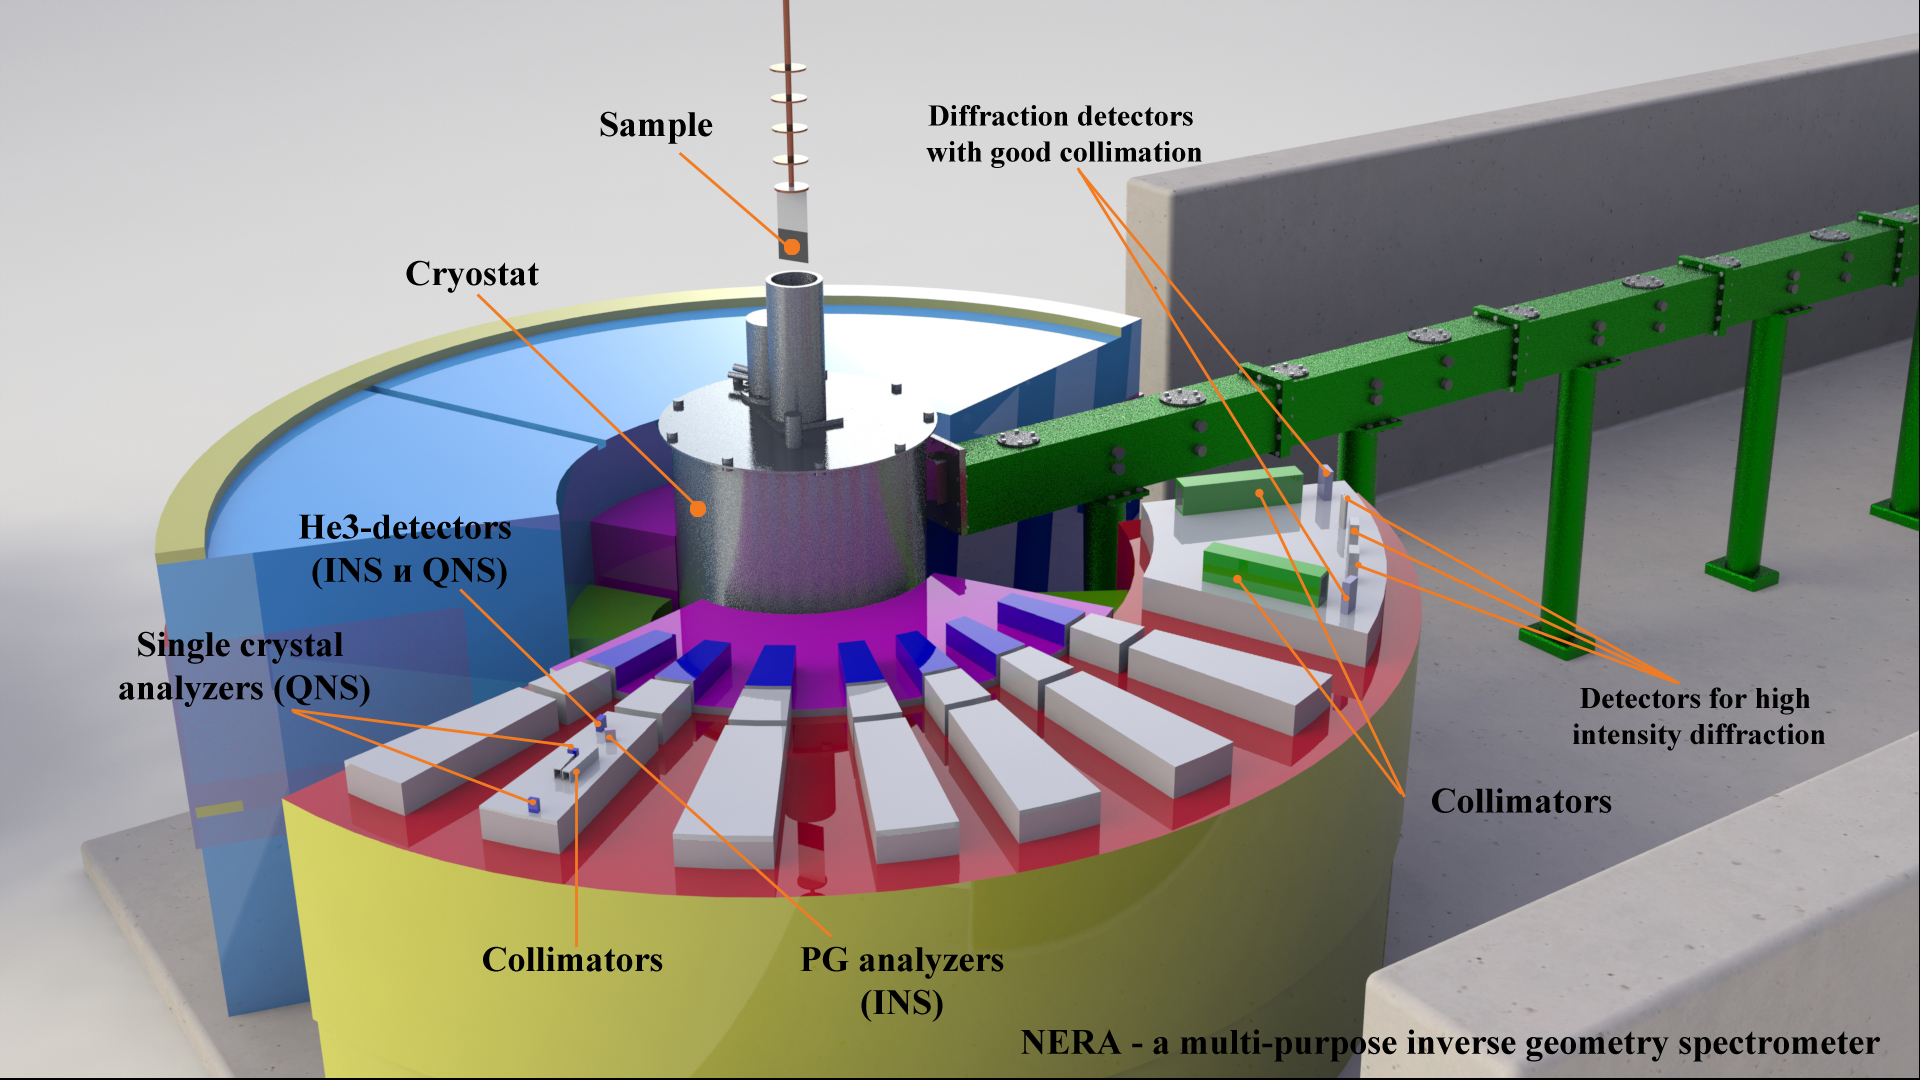 Sample
Diffraction detectors
with good collimation
Cryostat
He3-detectors
(INS и QNS)
Single crystal
analyzers (QNS)
Detectors for high
intensity diffraction
Collimators
Collimators
PG analyzers
(INS)
NERA - a multi-purpose inverse geometry spectrometer